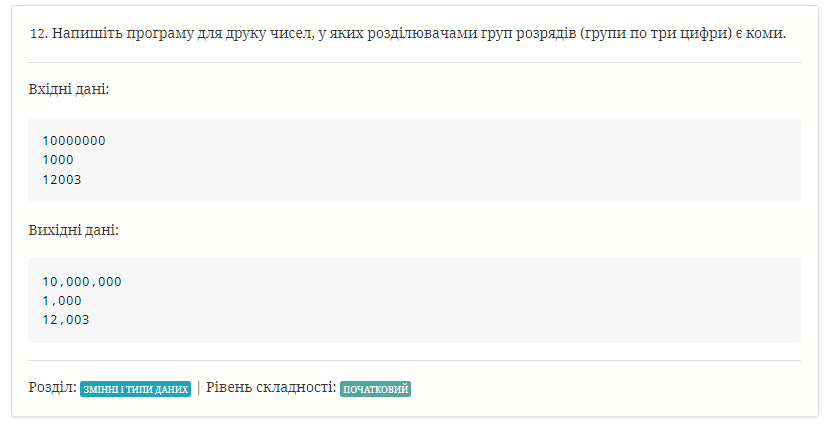 12. Напишіть програму для друку чисел, у яких розділювачами груп розрядів (групи по три цифри) є коми.
Вхідні дані:
10000000
1000
12003
Вихідні дані:
10,000,000
1,000
12,003
Розділ: ЗМІННІ І ТИПИ ДАНИХ | Рівень складності: ПОЧАТКОВИЙ